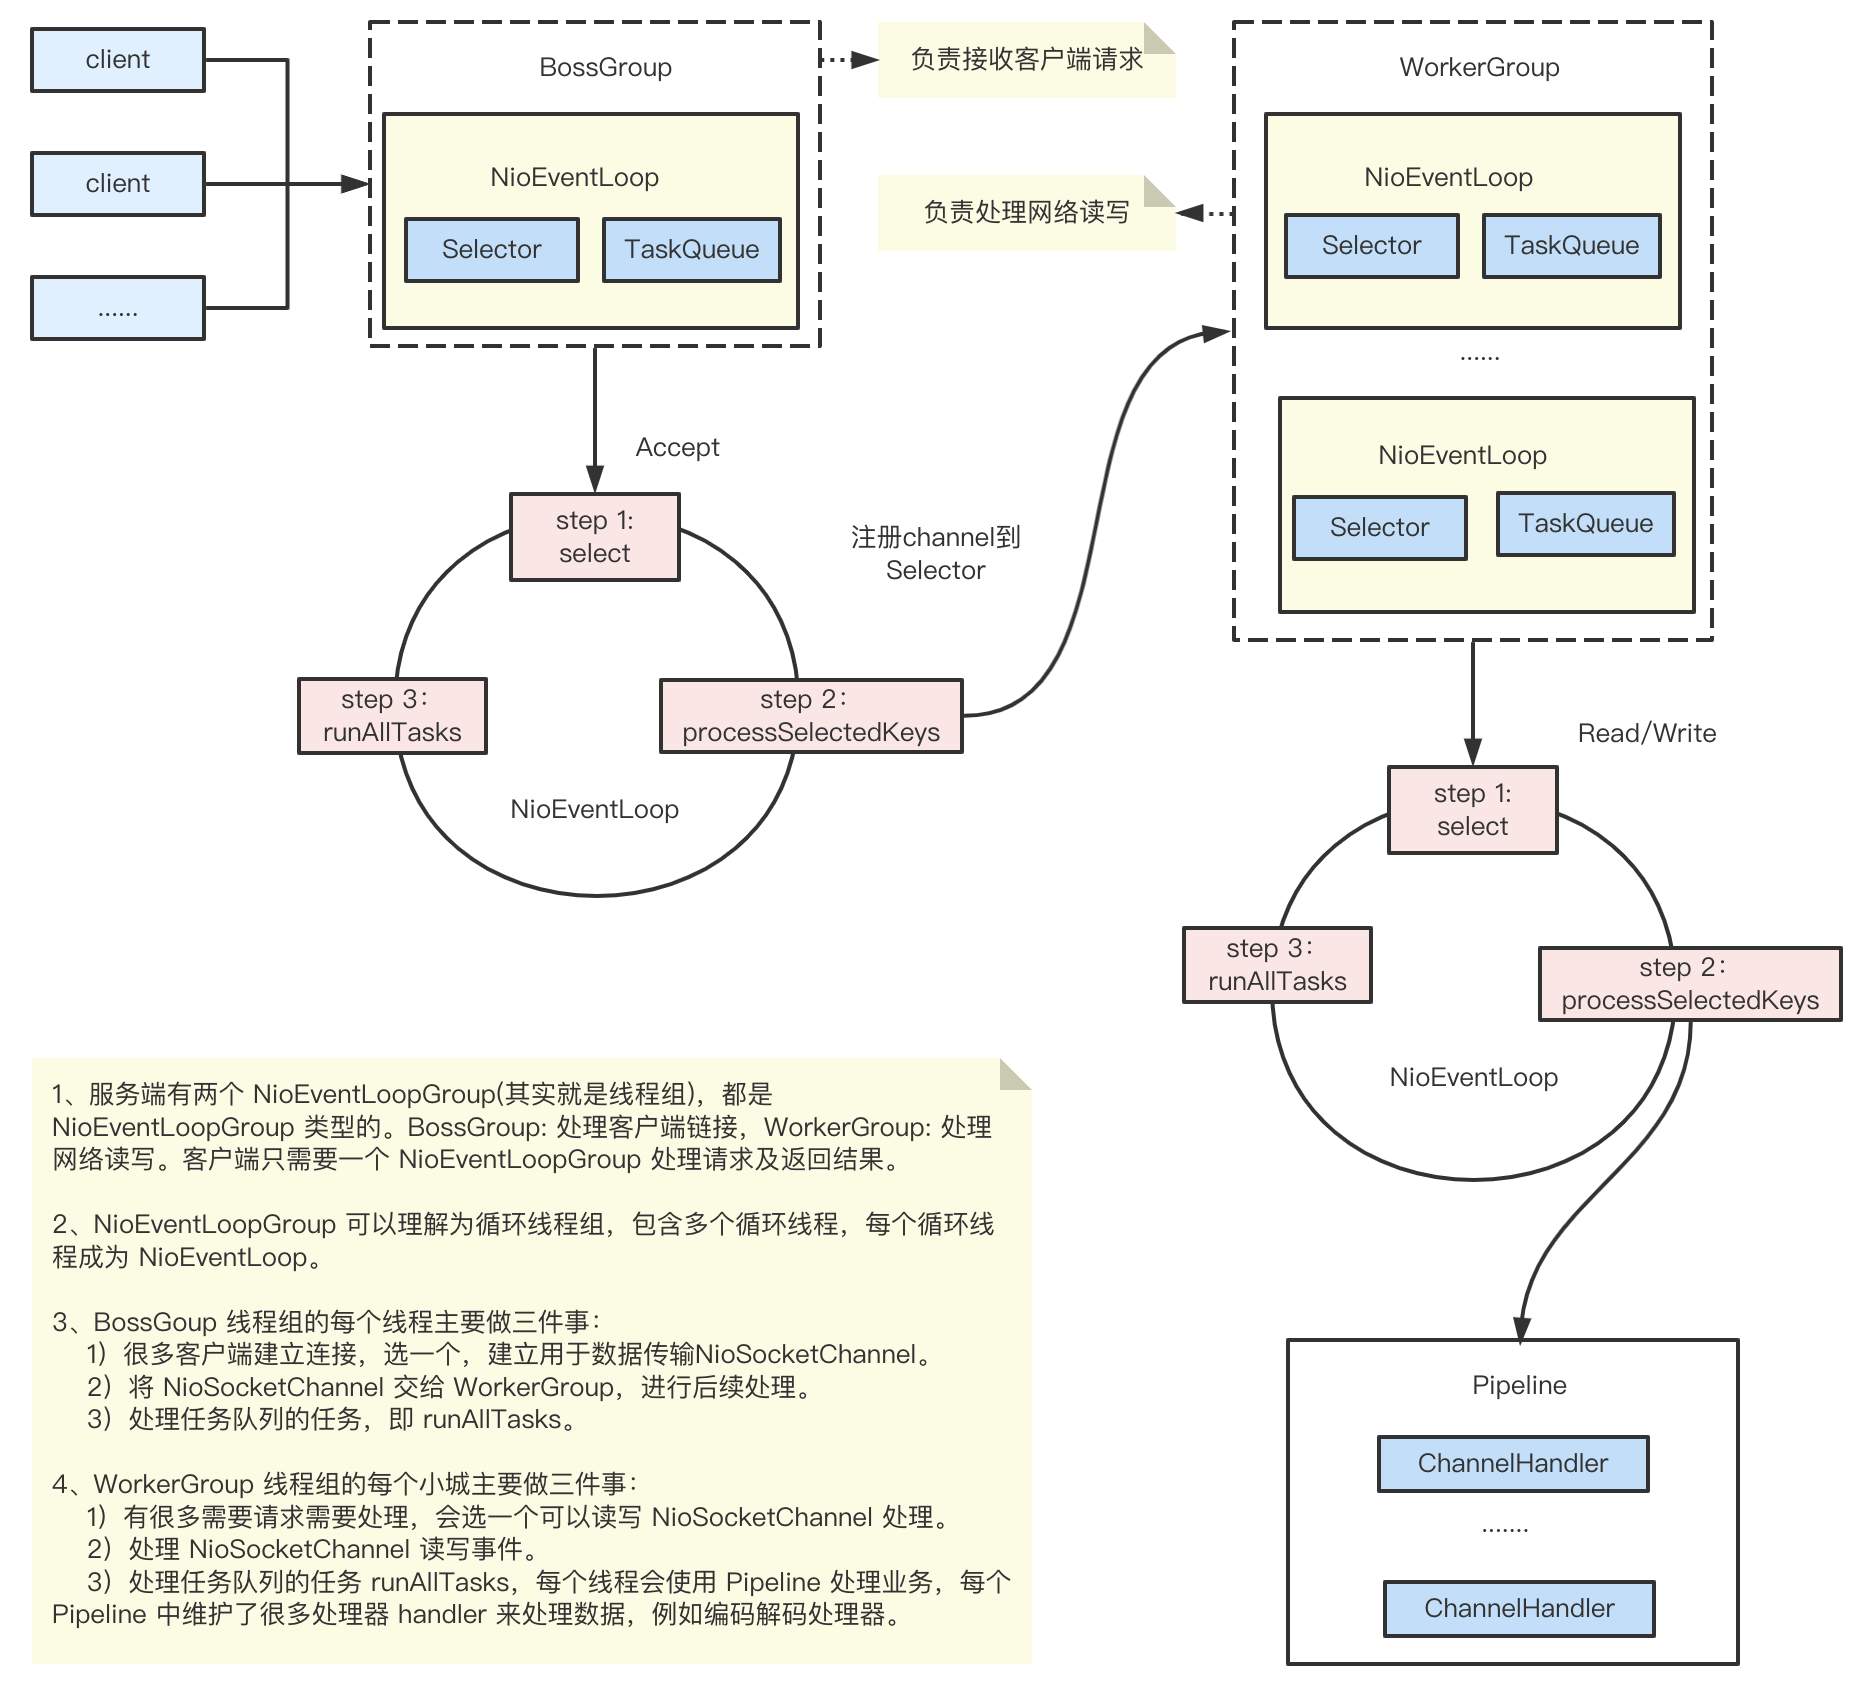 client
client
......
BossGroup
NioEventLoop
Selector
TaskQueue
负责接收客户端请求
负责处理网络读写
WorkerGroup
NioEventLoop
Selector
TaskQueue
......
NioEventLoop
Selector
TaskQueue
Accept
step 1:
select
step 2：
processSelectedKeys
step 3：
runAllTasks
NioEventLoop
注册channel到
Selector
Read/Write
step 1:
select
step 2：
processSelectedKeys
step 3：
runAllTasks
NioEventLoop
Pipeline
ChannelHandler
.......
ChannelHandler
1、服务端有两个 NioEventLoopGroup(其实就是线程组)，都是
NioEventLoopGroup 类型的。BossGroup: 处理客户端链接，WorkerGroup: 处理
网络读写。客户端只需要一个 NioEventLoopGroup 处理请求及返回结果。
2、NioEventLoopGroup 可以理解为循环线程组，包含多个循环线程，每个循环线
程成为 NioEventLoop。
3、BossGoup 线程组的每个线程主要做三件事：
1）很多客户端建立连接，选一个，建立用于数据传输NioSocketChannel。
2）将 NioSocketChannel 交给 WorkerGroup，进行后续处理。
3）处理任务队列的任务，即 runAllTasks。
4、WorkerGroup 线程组的每个小城主要做三件事：
1）有很多需要请求需要处理，会选一个可以读写 NioSocketChannel 处理。
2）处理 NioSocketChannel 读写事件。
3）处理任务队列的任务 runAllTasks，每个线程会使用 Pipeline 处理业务，每个
Pipeline 中维护了很多处理器 handler 来处理数据，例如编码解码处理器。